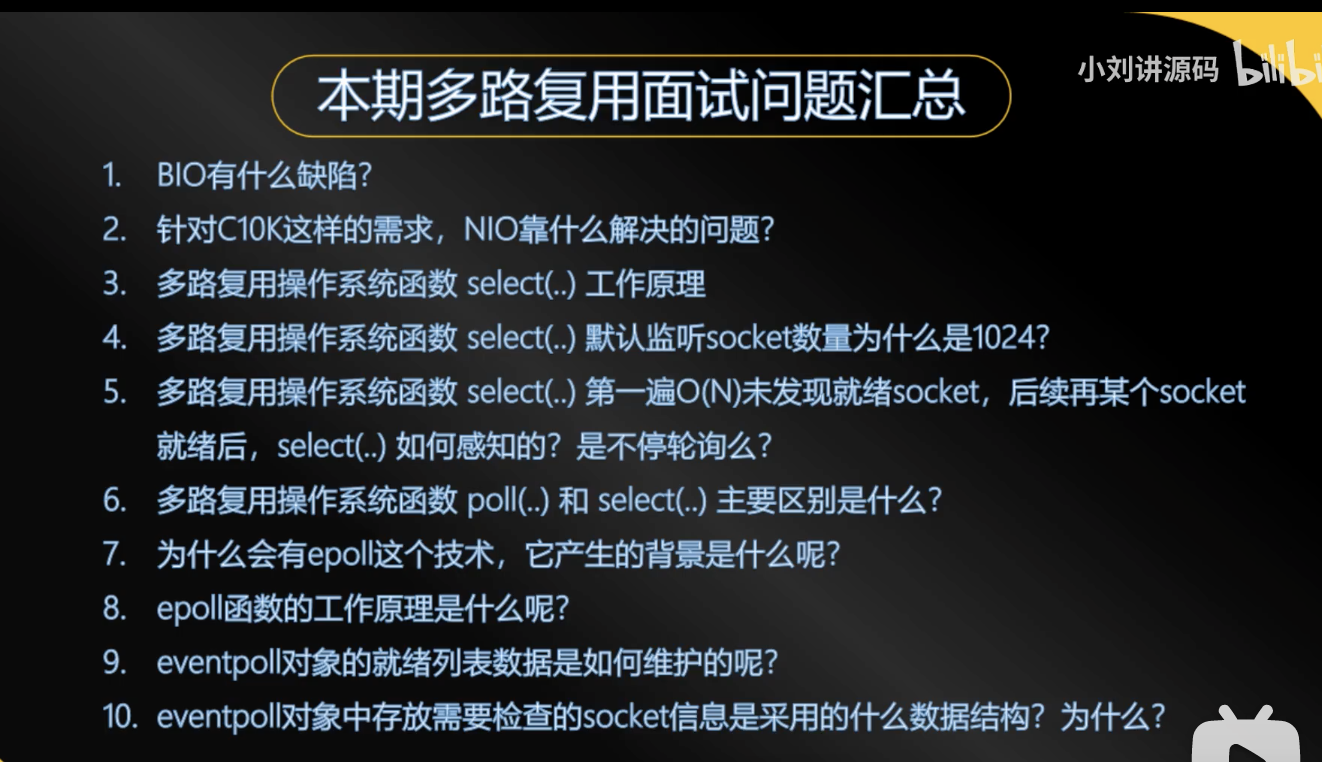 小刘讲源码 bilibi
本期多路复用面试问题汇总
1. BIO有什么缺陷？
2. 针对C10K这样的需求，NIO靠什么解决的问题？
3. 多路复用操作系统函数 select(..) 工作原理
4. 多路复用操作系统函数 select(..) 默认监听socket数量为什么是1024？
5. 多路复用操作系统函数 select(..) 第一遍O(N)未发现就绪socket，后续再某个socket
就绪后，select(..) 如何感知的？是不停轮询么？
6. 多路复用操作系统函数 poll(..) 和 select(..) 主要区别是什么？
7. 为什么会有epoll这个技术，它产生的背景是什么呢？
8. epoll函数的工作原理是什么呢？
9. eventpoll对象的就绪列表数据是如何维护的呢？
10. eventpoll对象中存放需要检查的socket信息是采用的什么数据结构？为什么？